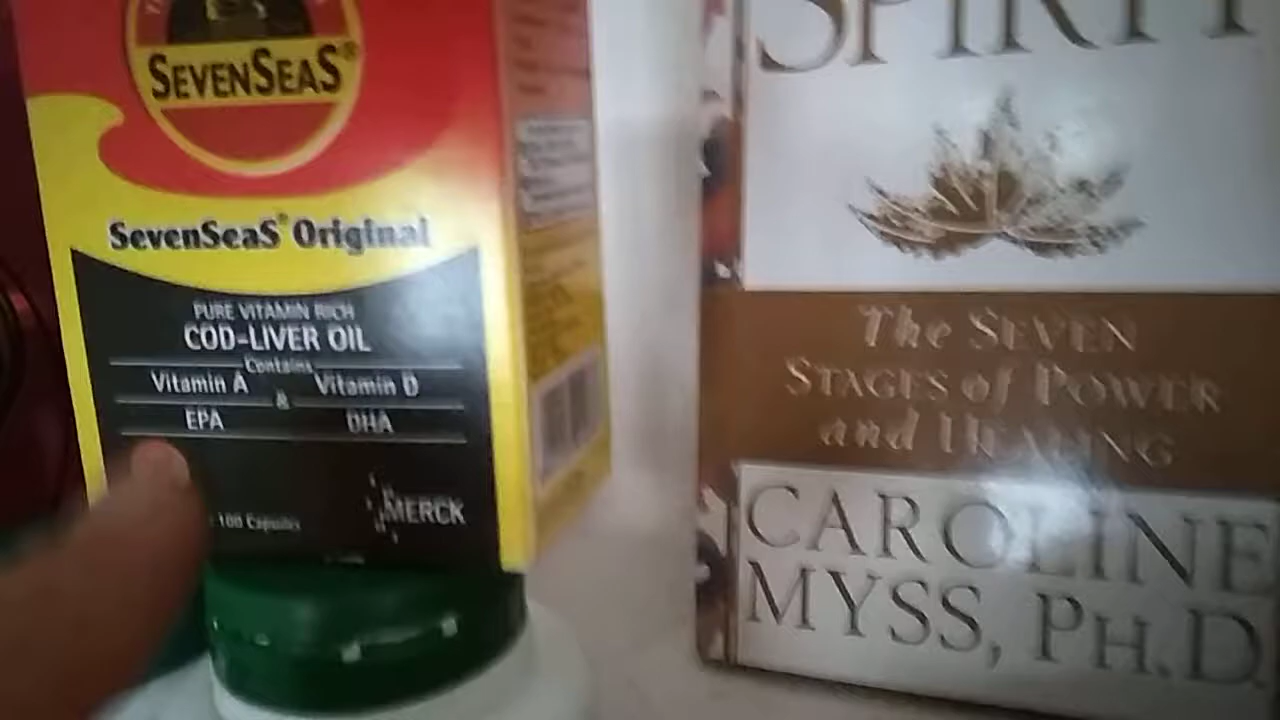 SEVENSEAS®
SevenSeaS® Original
PURE VITAMIN RICH
COD-LIVER OIL
Contains
Vitamin A & Vitamin D
EPA DHA
100 Capsules
MERCK
SPIRIT
The SEVEN
STAGES of POWER
and HEALING
CAROLINE
MYSS, PH.D.